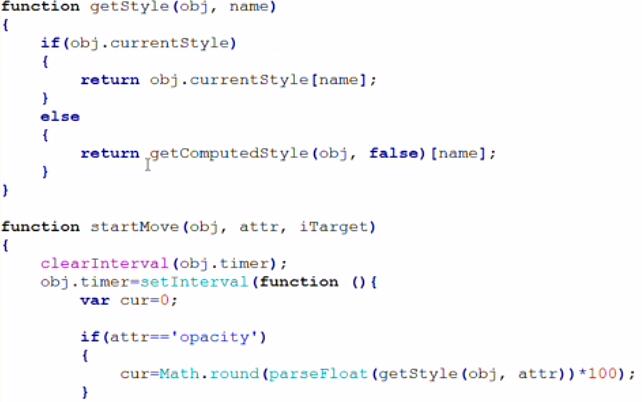 function getStyle(obj, name)
{
if(obj.currentStyle)
{
return obj.currentStyle[name];
}
else
{
return getComputedStyle(obj, false)[name];
}
}
function startMove(obj, attr, iTarget)
{
clearInterval(obj.timer);
obj.timer=setInterval(function (){
var cur=0;
if(attr=='opacity')
{
cur=Math.round(parseFloat(getStyle(obj, attr))*100);
}